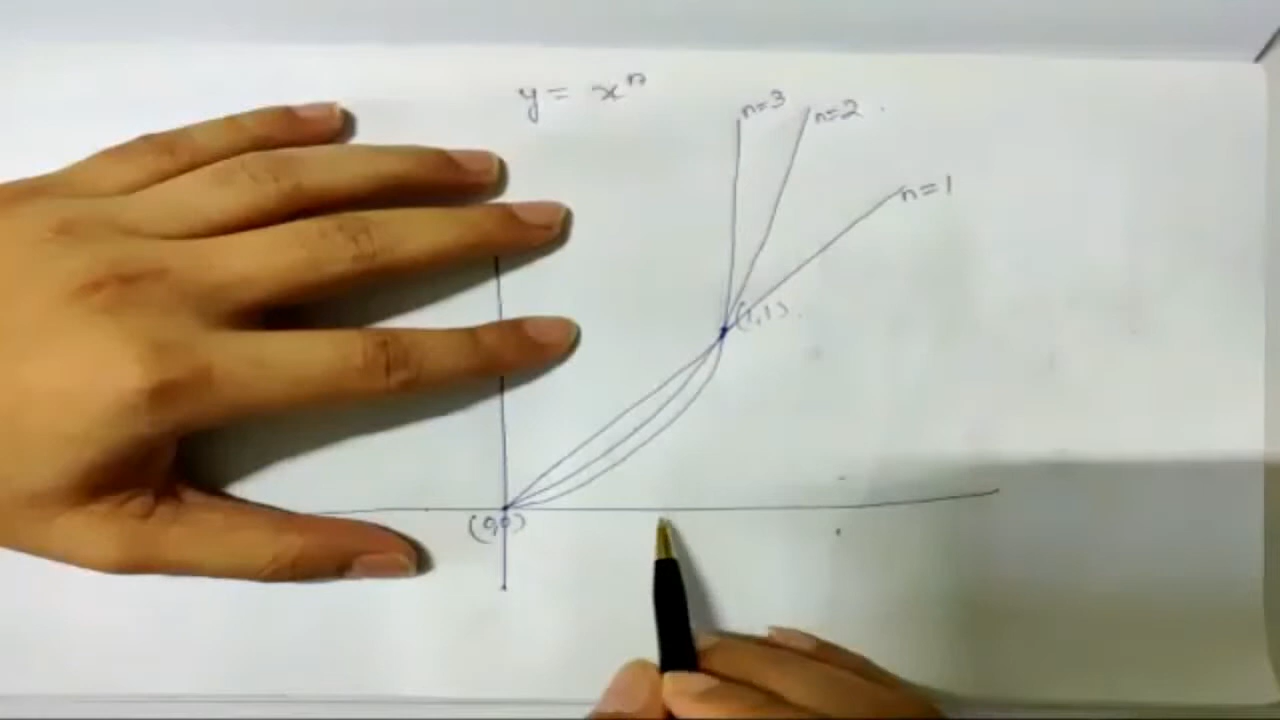 y = xⁿ
n=3
n=2
n=1
(1,1)
(0,0)